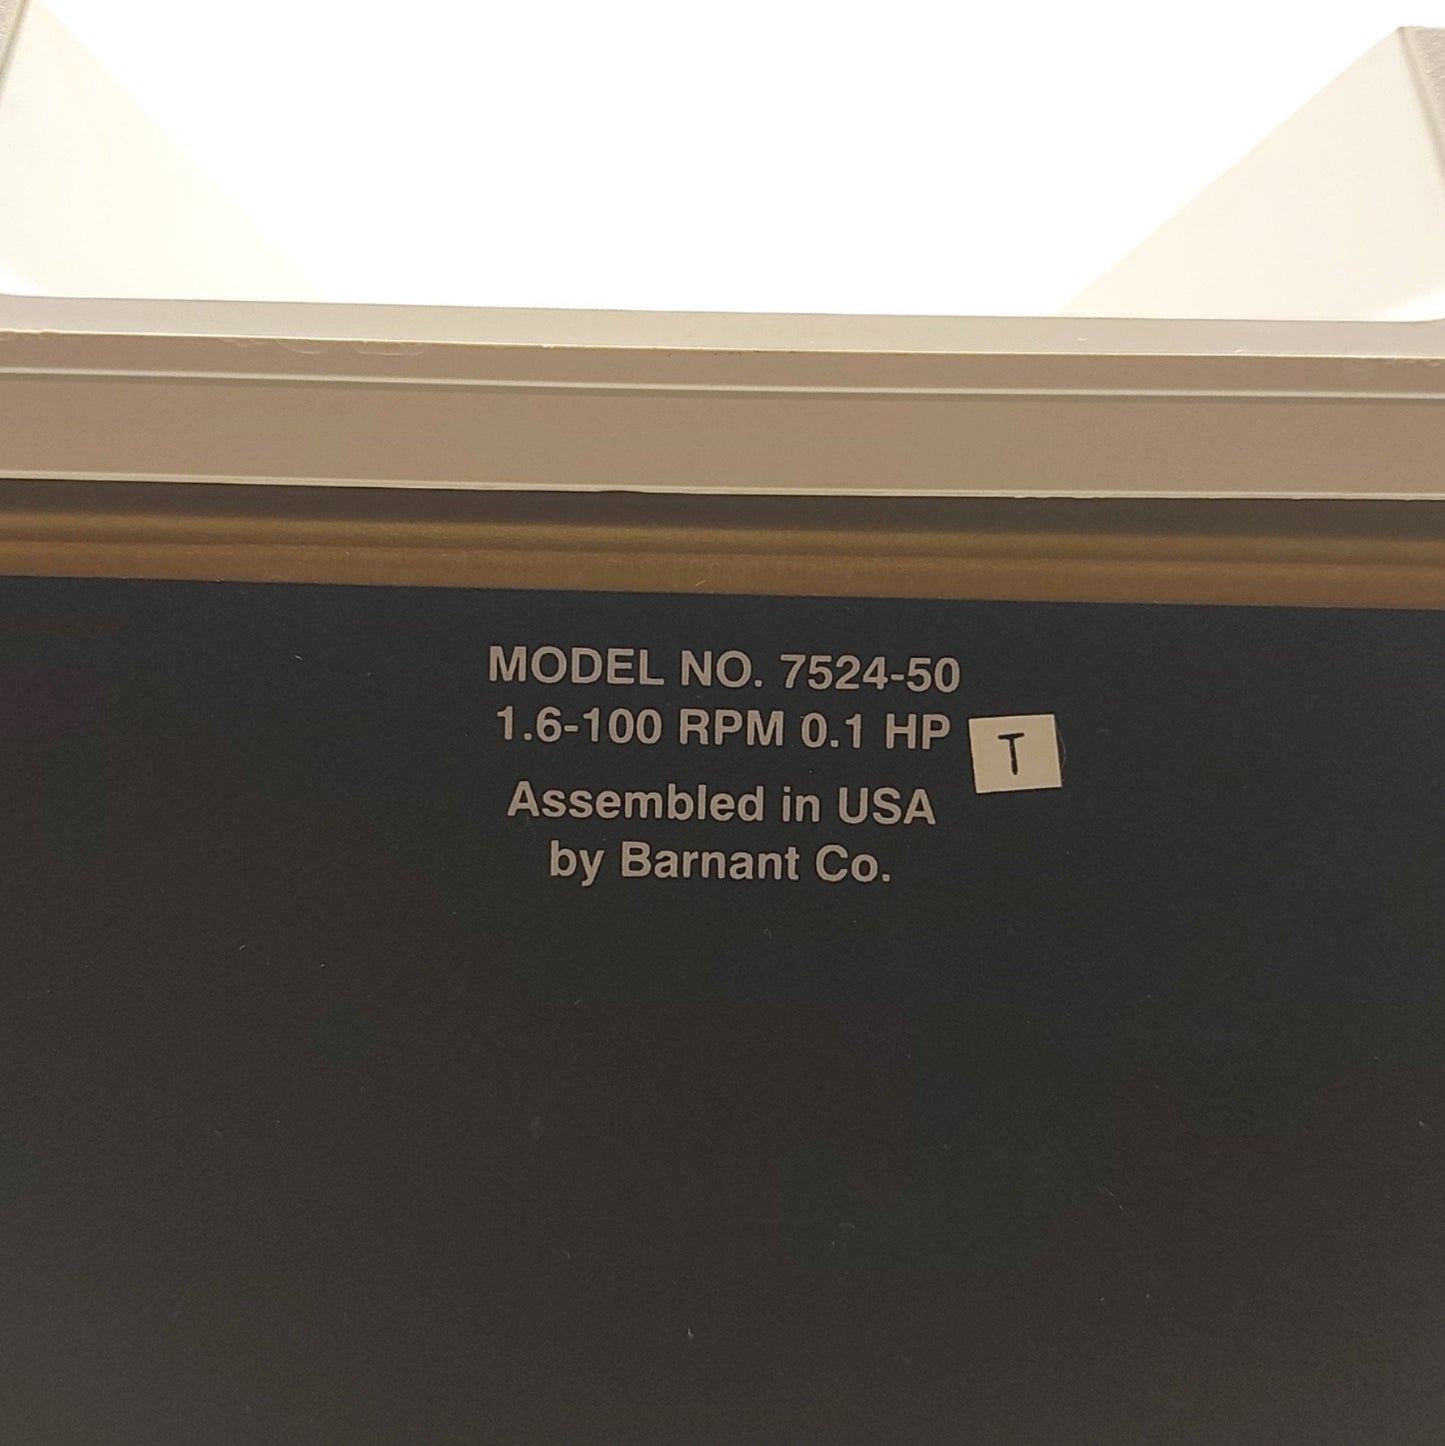 MODEL NO. 7524-50
1.6-100 RPM 0.1 HP
T
Assembled in USA
by Barnant Co.